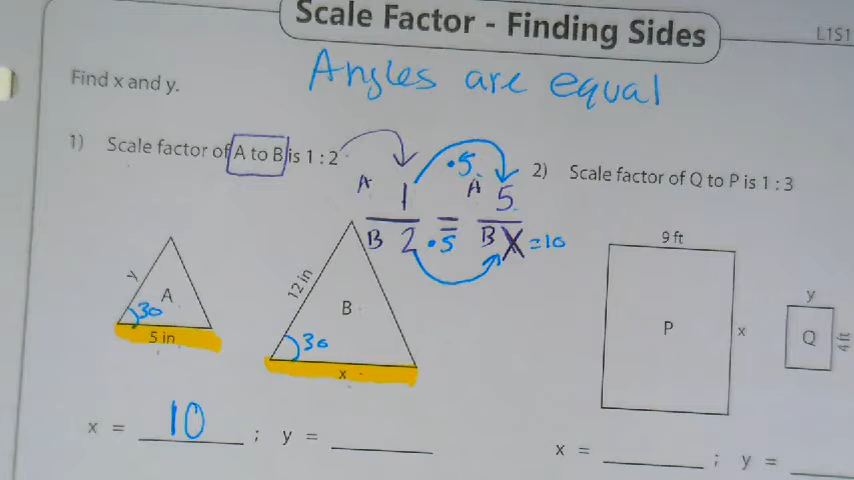 Scale Factor - Finding Sides
L1S1
Angles are equal
Find x and y.
1) Scale factor of A to B is 1 : 2
A 1 = A 5
B 2 · 5 B X = 10
· 5
y
A
30
5 in
12 in
B
30
x
x = 10 ; y =
2) Scale factor of Q to P is 1 : 3
9 ft
P
x
y
Q
4 ft
x = ; y =